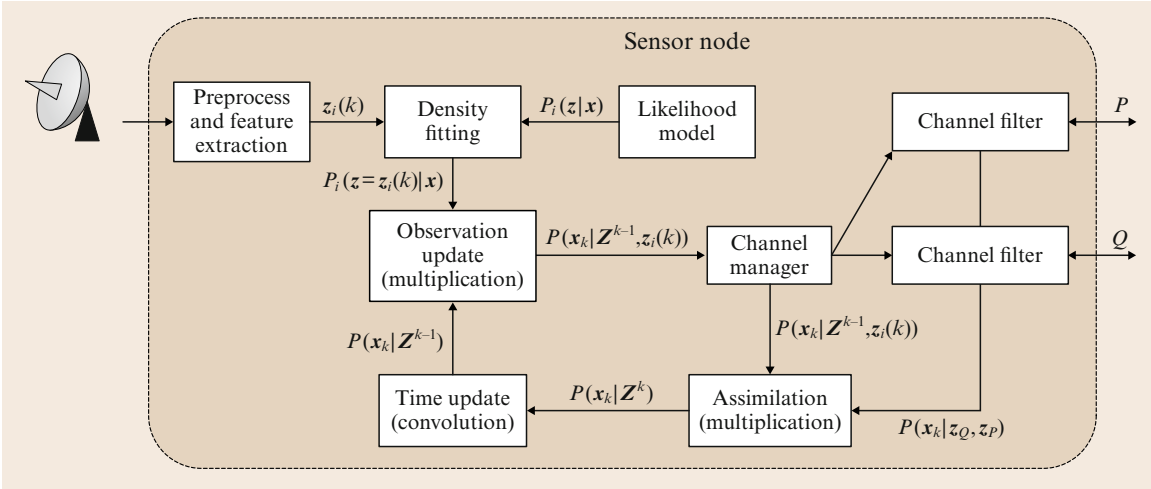 Sensor node
Preprocess
and feature
extraction
zᵢ(k)
Density
fitting
Pᵢ(z|x)
Likelihood
model
Channel filter
P
Pᵢ(z=zᵢ(k)|x)
Observation
update
(multiplication)
P(xₖ|Zᵏ⁻¹,zᵢ(k))
Channel
manager
Channel filter
Q
P(xₖ|Zᵏ⁻¹)
P(xₖ|Zᵏ⁻¹,zᵢ(k))
Time update
(convolution)
P(xₖ|Zᵏ)
Assimilation
(multiplication)
P(xₖ|z_Q,z_P)